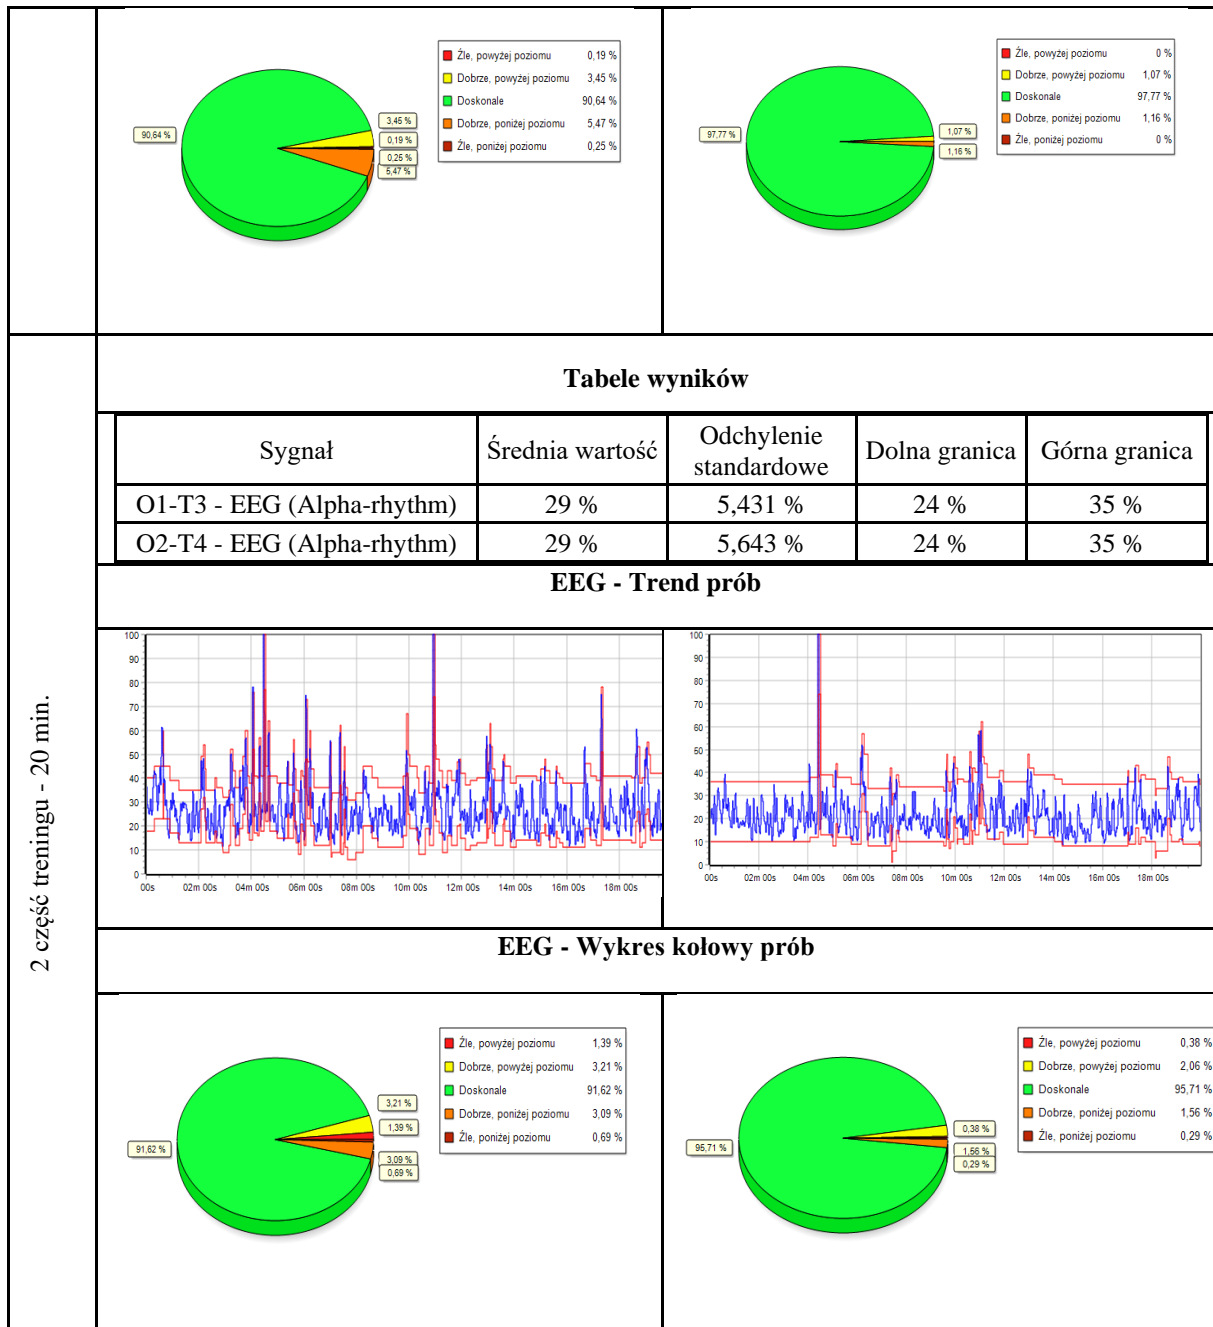 Źle, powyżej poziomu 0,19 %
Dobrze, powyżej poziomu 3,45 %
Doskonale 90,64 %
Dobrze, poniżej poziomu 5,47 %
Źle, poniżej poziomu 0,25 %
90,64 %
3,45 %
0,19 %
0,25 %
5,47 %
Źle, powyżej poziomu 0 %
Dobrze, powyżej poziomu 1,07 %
Doskonale 97,77 %
Dobrze, poniżej poziomu 1,16 %
Źle, poniżej poziomu 0 %
97,77 %
1,07 %
1,16 %
2 część treningu - 20 min.
Tabele wyników
Sygnał Średnia wartość Odchylenie standardowe Dolna granica Górna granica
O1-T3 - EEG (Alpha-rhythm) 29 % 5,431 % 24 % 35 %
O2-T4 - EEG (Alpha-rhythm) 29 % 5,643 % 24 % 35 %
EEG - Trend prób
100
90
80
70
60
50
40
30
20
10
0
00s 02m 00s 04m 00s 06m 00s 08m 00s 10m 00s 12m 00s 14m 00s 16m 00s 18m 00s
100
90
80
70
60
50
40
30
20
10
0
00s 02m 00s 04m 00s 06m 00s 08m 00s 10m 00s 12m 00s 14m 00s 16m 00s 18m 00s
EEG - Wykres kołowy prób
Źle, powyżej poziomu 1,39 %
Dobrze, powyżej poziomu 3,21 %
Doskonale 91,62 %
Dobrze, poniżej poziomu 3,09 %
Źle, poniżej poziomu 0,69 %
91,62 %
3,21 %
1,39 %
3,09 %
0,69 %
Źle, powyżej poziomu 0,38 %
Dobrze, powyżej poziomu 2,06 %
Doskonale 95,71 %
Dobrze, poniżej poziomu 1,56 %
Źle, poniżej poziomu 0,29 %
95,71 %
0,38 %
1,56 %
0,29 %